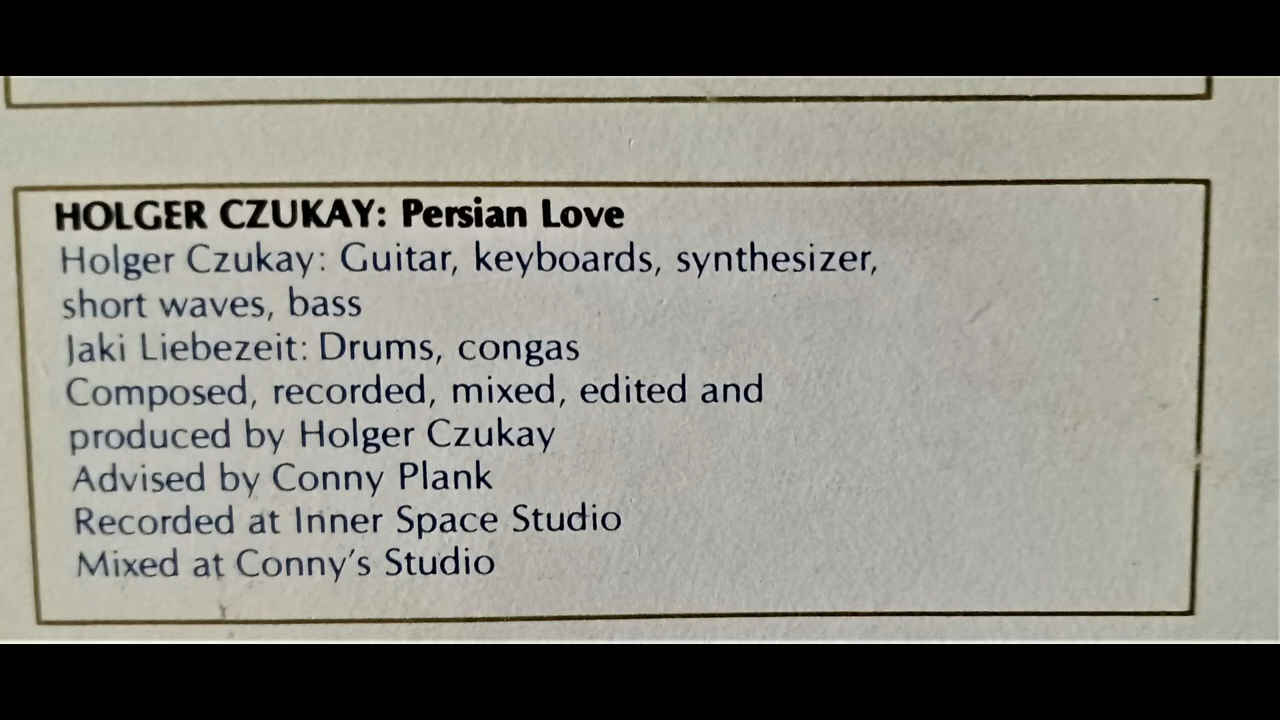 HOLGER CZUKAY: Persian Love
Holger Czukay: Guitar, keyboards, synthesizer,
short waves, bass
Jaki Liebezeit: Drums, congas
Composed, recorded, mixed, edited and
produced by Holger Czukay
Advised by Conny Plank
Recorded at Inner Space Studio
Mixed at Conny's Studio